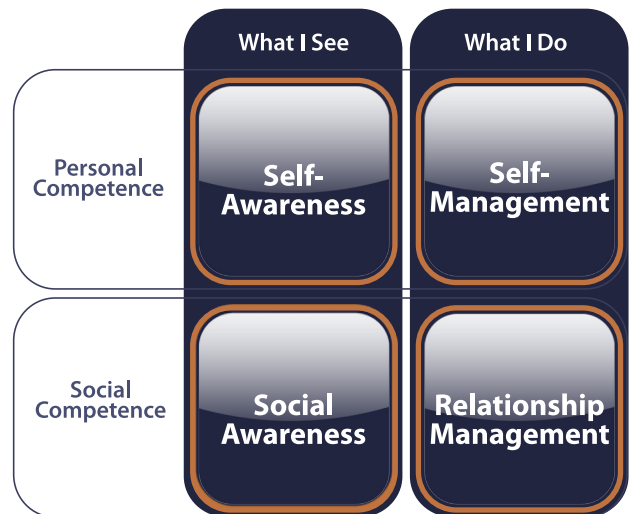 What I See
What I Do
Personal
Competence
Self-
Awareness
Self-
Management
Social
Competence
Social
Awareness
Relationship
Management